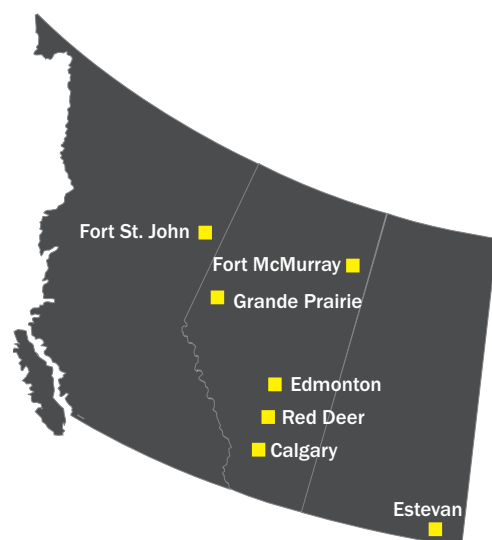 Fort St. John
Fort McMurray
Grande Prairie
Edmonton
Red Deer
Calgary
Estevan